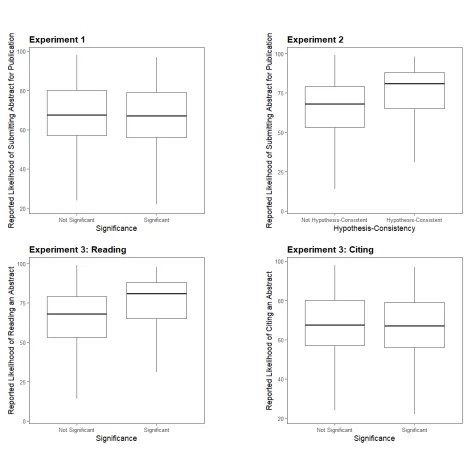 Experiment 1
Reported Likelihood of Submitting Abstract for Publication
100
80
60
40
20
Not Significant
Significant
Significance
Experiment 2
Reported Likelihood of Submitting Abstract for Publication
100
75
50
25
0
Not Hypothesis-Consistent
Hypothesis-Consistent
Hypothesis-Consistency
Experiment 3: Reading
Reported Likelihood of Reading an Abstract
100
75
50
25
0
Not Significant
Significant
Significance
Experiment 3: Citing
Reported Likelihood of Citing an Abstract
100
80
60
40
20
Not Significant
Significant
Significance